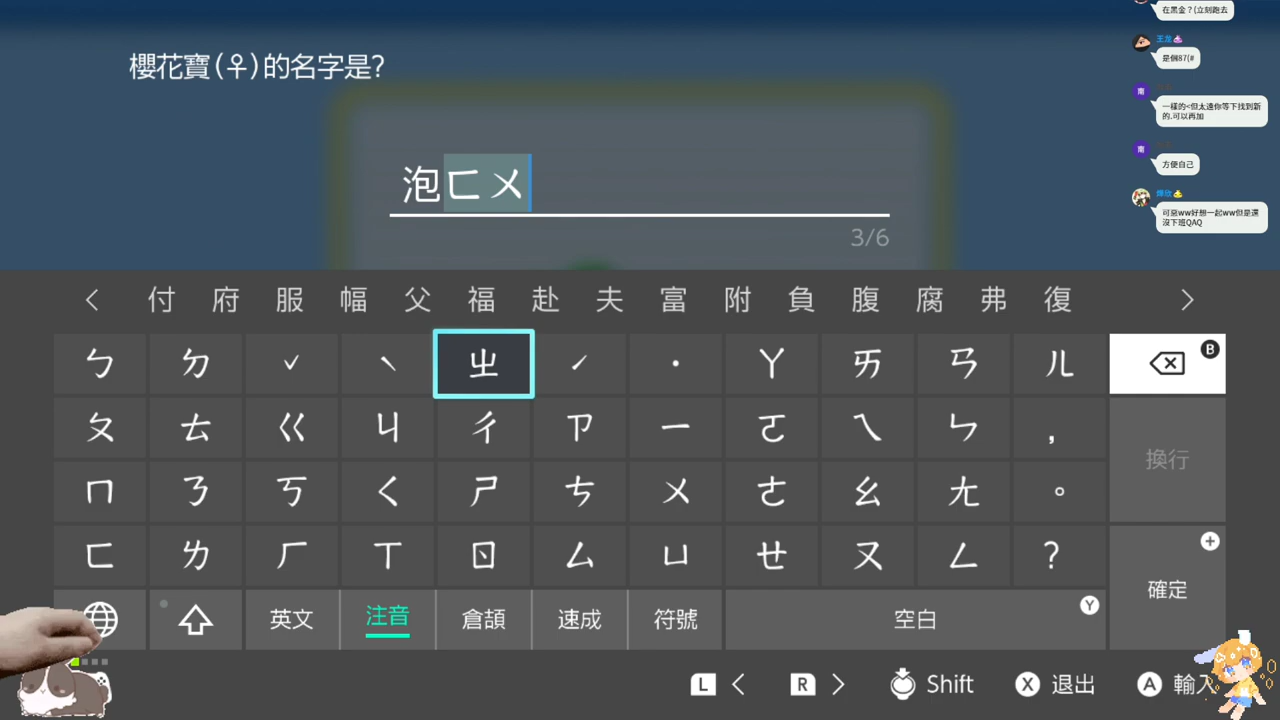 在黑金？(立刻跑去
王龙
是個87(#
櫻花寶(♀)的名字是?
南
一樣的<但太遠你等下找到新
的,可以再加
泡ㄈㄨ
南
方便自己
可惡ww好想一起ww但是還
沒下班QAQ
3/6
付 府 服 幅 父 福 赴 夫 富 附 負 腹 腐 弗 復
ㄅ ㄉ ˇ ˋ ㄓ ˊ ˙ ㄚ ㄞ ㄢ ㄦ B
ㄆ ㄊ ㄍ ㄐ ㄔ ㄗ ㄧ ㄛ ㄟ ㄣ , 換行
ㄇ ㄋ ㄎ ㄑ ㄕ ㄘ ㄨ ㄜ ㄠ ㄤ 。
ㄈ ㄌ ㄏ ㄒ ㄖ ㄙ ㄩ ㄝ ㄡ ㄥ ? + 確定
英文 注音 倉頡 速成 符號 空白 Y
L R Shift X 退出 A 輸入